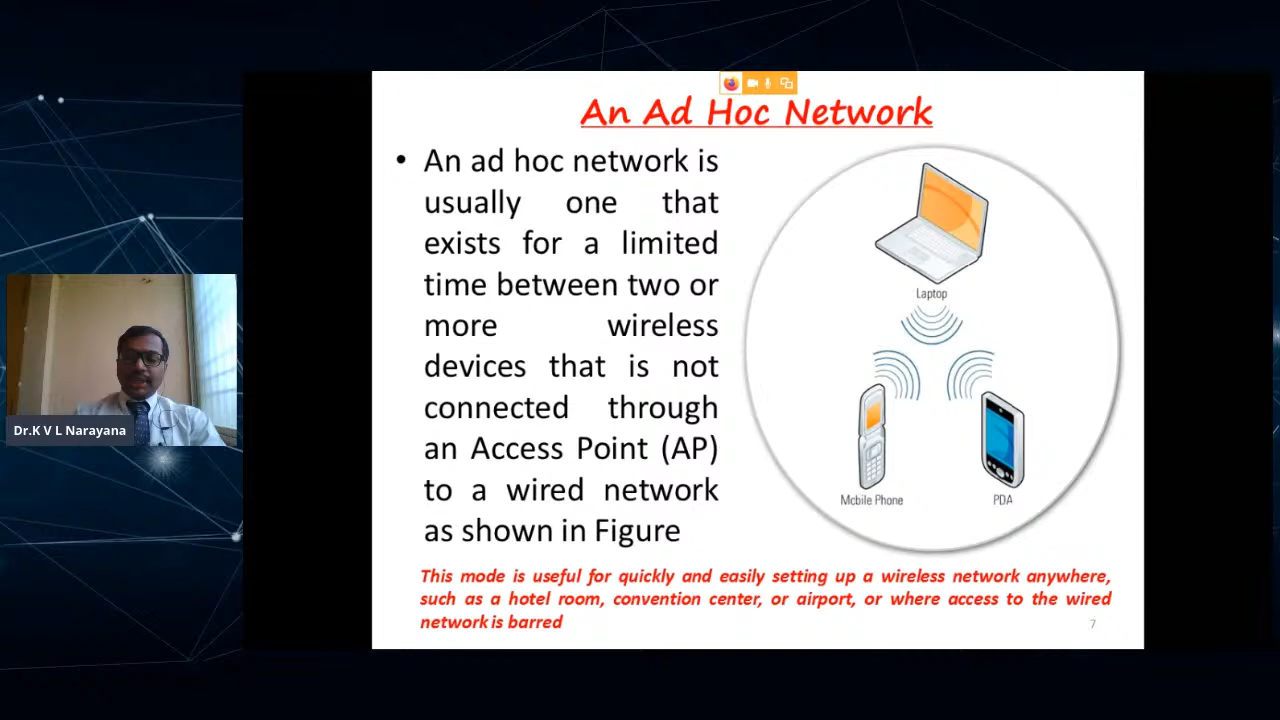 An Ad Hoc Network
• An ad hoc network is
usually one that
exists for a limited
time between two or
more wireless
devices that is not
connected through
an Access Point (AP)
to a wired network
as shown in Figure
Laptop
Mobile Phone
PDA
This mode is useful for quickly and easily setting up a wireless network anywhere,
such as a hotel room, convention center, or airport, or where access to the wired
network is barred
7
Dr.K V L Narayana